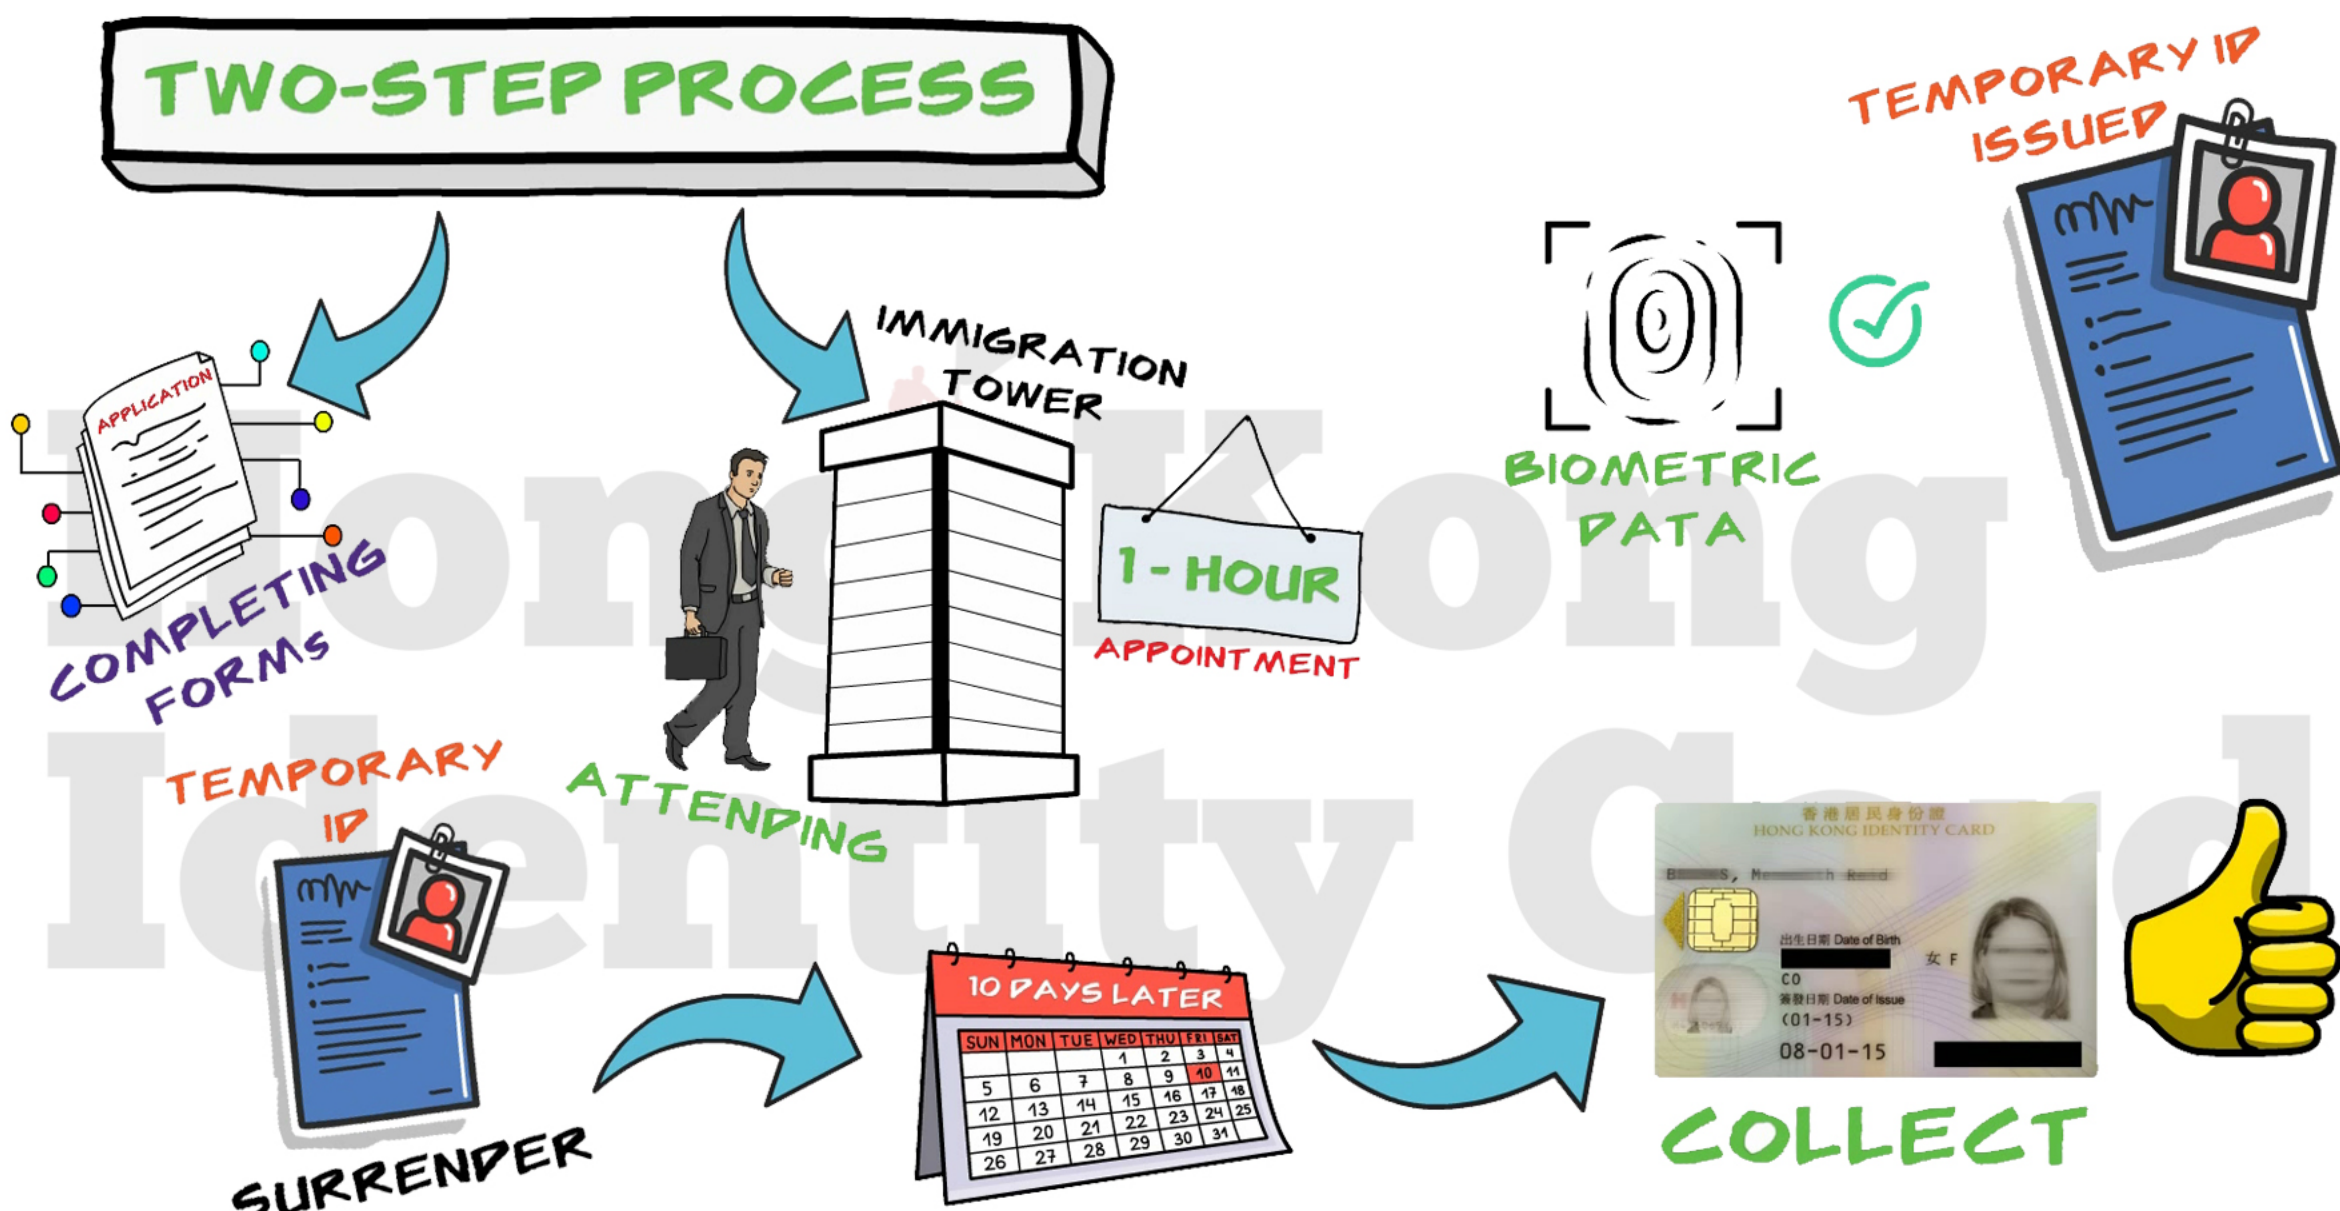 TWO-STEP PROCESS
APPLICATION
COMPLETING
FORMS
IMMIGRATION
TOWER
1-HOUR
APPOINTMENT
ATTENDING
BIOMETRIC
DATA
TEMPORARY ID
ISSUED
Hong Kong
Identity Card
TEMPORARY
ID
SURRENDER
10 DAYS LATER
SUN MON TUE WED THU FRI SAT
1 2 3 4
5 6 7 8 9 10 11
12 13 14 15 16 17 18
19 20 21 22 23 24 25
26 27 28 29 30 31
香港居民身份證
HONG KONG IDENTITY CARD
出生日期 Date of Birth
女 F
CO
簽發日期 Date of Issue
(01-15)
08-01-15
COLLECT